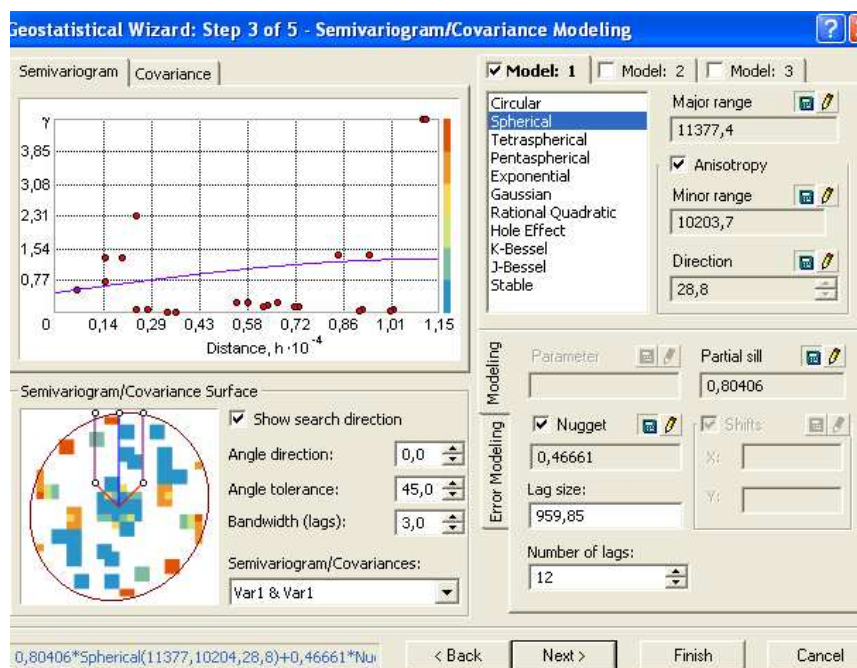 Geostatistical Wizard: Step 3 of 5 - Semivariogram/Covariance Modeling
Semivariogram
Covariance
γ
3,85
3,08
2,31
1,54
0,77
0
0,14
0,29
0,43
0,58
0,72
0,86
1,01
1,15
Distance, h·10⁻⁴
Semivariogram/Covariance Surface
Show search direction
Angle direction:
0,0
Angle tolerance:
45,0
Bandwidth (lags):
3,0
Semivariogram/Covariances:
Var1 & Var1
Model: 1
Model: 2
Model: 3
Circular
Spherical
Tetraspherical
Pentaspherical
Exponential
Gaussian
Rational Quadratic
Hole Effect
K-Bessel
J-Bessel
Stable
Major range
11377,4
Anisotropy
Minor range
10203,7
Direction
28,8
Modeling
Error Modeling
Parameter
Partial sill
0,80406
Nugget
0,46661
Shifts
X:
Y:
Lag size:
959,85
Number of lags:
12
0,80406*Spherical(11377,10204,28,8)+0,46661*Nu
< Back
Next >
Finish
Cancel